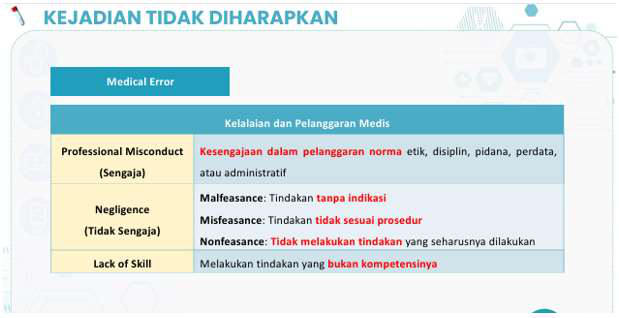 KEJADIAN TIDAK DIHARAPKAN
Medical Error
Kelalaian dan Pelanggaran Medis
Professional Misconduct
(Sengaja)
Kesengajaan dalam pelanggaran norma etik, disiplin, pidana, perdata,
atau administratif
Negligence
(Tidak Sengaja)
Malfeasance: Tindakan tanpa indikasi
Misfeasance: Tindakan tidak sesuai prosedur
Nonfeasance: Tidak melakukan tindakan yang seharusnya dilakukan
Lack of Skill
Melakukan tindakan yang bukan kompetensinya